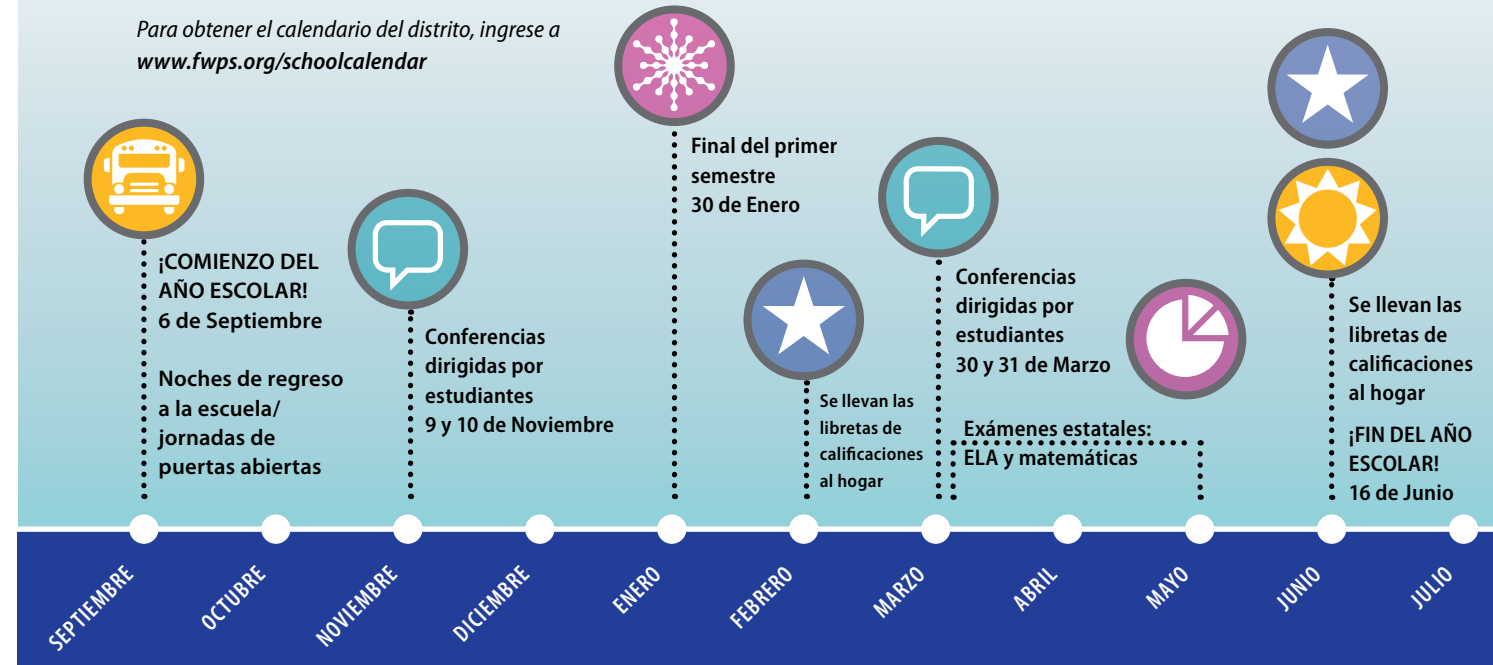 Para obtener el calendario del distrito, ingrese a
www.fwps.org/schoolcalendar
¡COMIENZO DEL
AÑO ESCOLAR!
6 de Septiembre
Noches de regreso
a la escuela/
jornadas de
puertas abiertas
Conferencias
dirigidas por
estudiantes
9 y 10 de Noviembre
Final del primer
semestre
30 de Enero
Se llevan las
libretas de
calificaciones
al hogar
Conferencias
dirigidas por
estudiantes
30 y 31 de Marzo
Exámenes estatales:
ELA y matemáticas
Se llevan las
libretas de
calificaciones
al hogar
¡FIN DEL AÑO
ESCOLAR!
16 de Junio
SEPTIEMBRE
OCTUBRE
NOVIEMBRE
DICIEMBRE
ENERO
FEBRERO
MARZO
ABRIL
MAYO
JUNIO
JULIO